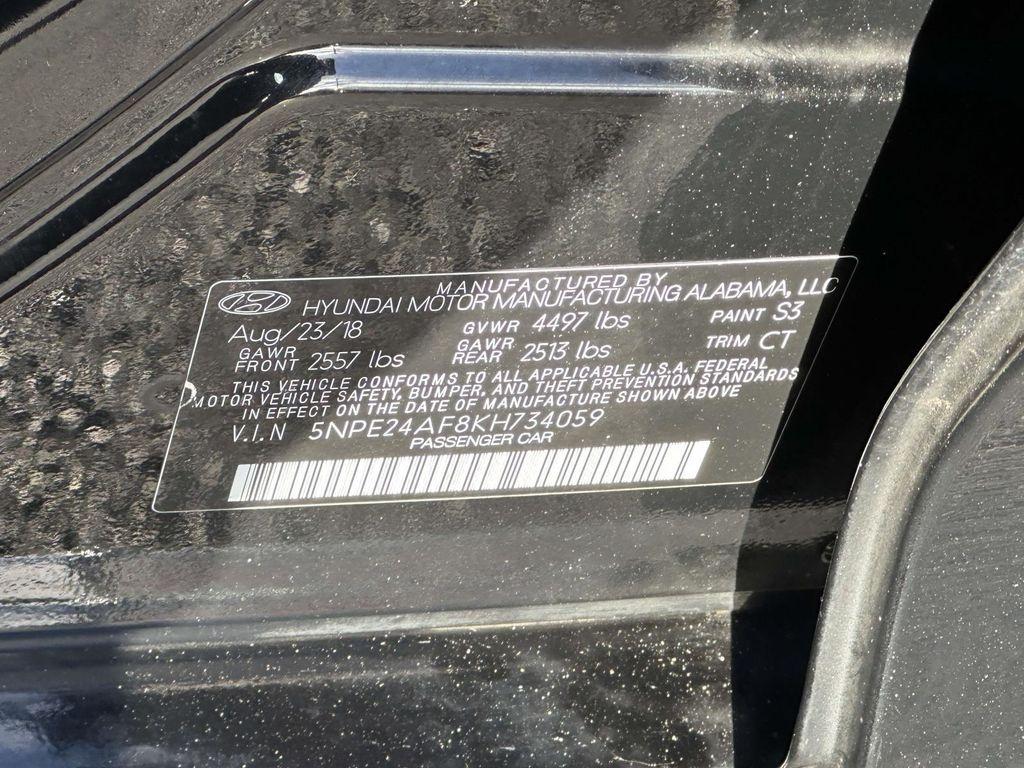 MANUFACTURED BY
HYUNDAI MOTOR MANUFACTURING ALABAMA, LLC
Aug/23/18 GVWR 4497 lbs PAINT S3
GAWR FRONT 2557 lbs GAWR REAR 2513 lbs TRIM CT
THIS VEHICLE CONFORMS TO ALL APPLICABLE U.S.A. FEDERAL
MOTOR VEHICLE SAFETY, BUMPER, AND THEFT PREVENTION STANDARDS
IN EFFECT ON THE DATE OF MANUFACTURE SHOWN ABOVE
V.I.N 5NPE24AF8KH734059
PASSENGER CAR